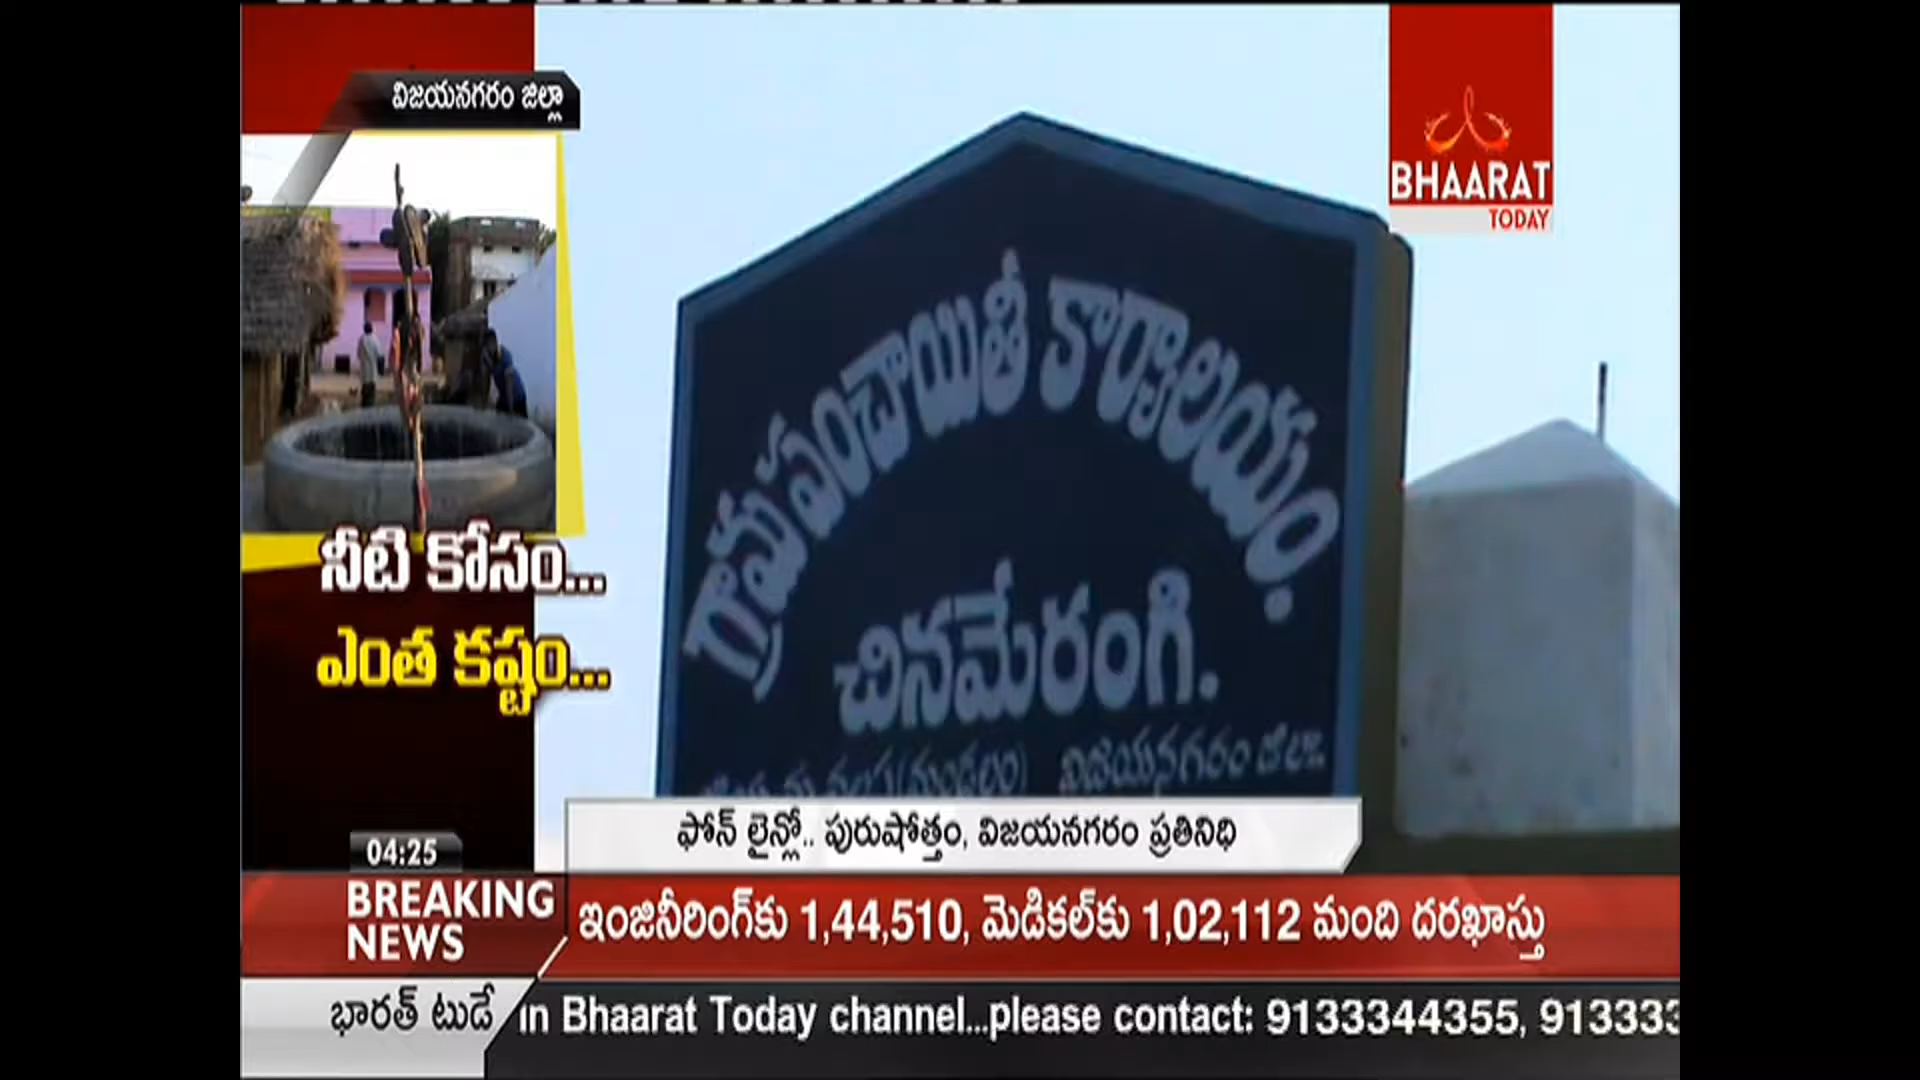 విజయనగరం జిల్లా
BHAARAT
TODAY
గ్రామ పంచాయితీ కార్యాలయం.
చినమేరంగి.
(మండలం) విజయనగరం జిల్లా
నీటి కోసం...
ఎంత కష్టం...
ఫోన్ లైన్లో.. పురుషోత్తం, విజయనగరం ప్రతినిధి
04:25
BREAKING
NEWS
ఇంజినీరింగ్‌కు 1,44,510, మెడికల్‌కు 1,02,112 మంది దరఖాస్తు
భారత్ టుడే
in Bhaarat Today channel...please contact: 9133344355, 913333